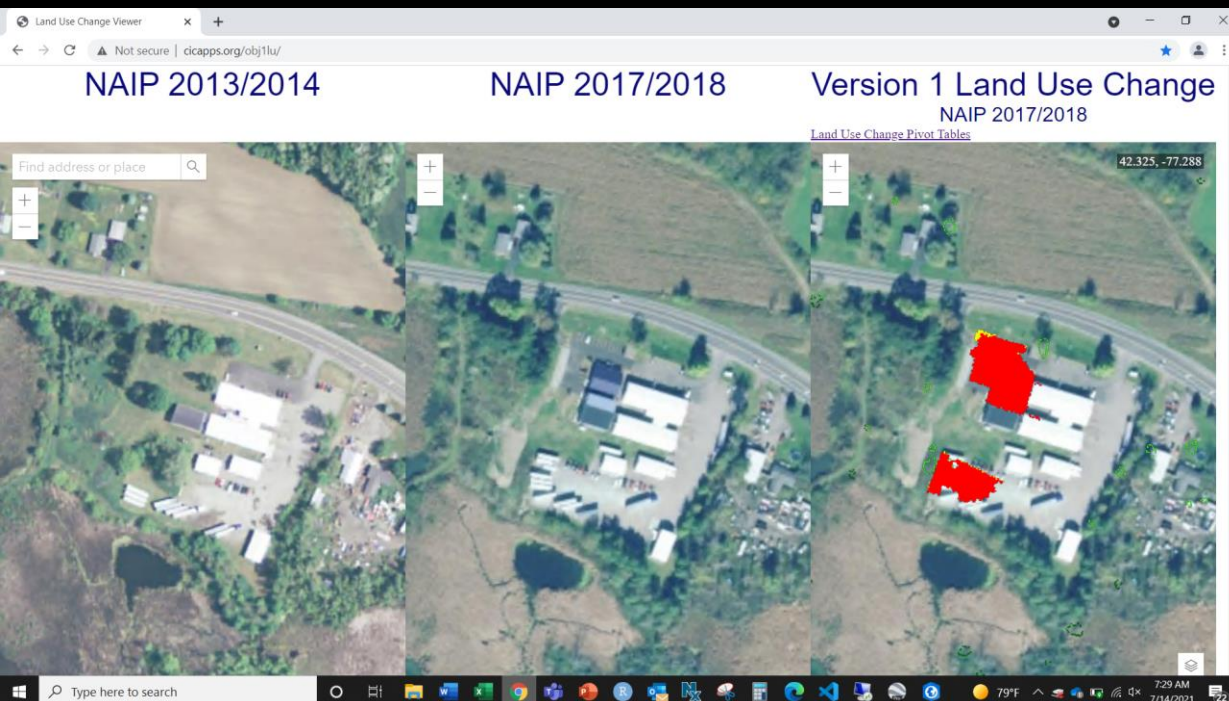 Land Use Change Viewer
Not secure | cicapps.org/obj1lu/
NAIP 2013/2014
NAIP 2017/2018
Version 1 Land Use Change
NAIP 2017/2018
Land Use Change Pivot Tables
Find address or place
42.325, -77.288
Type here to search
79°F
7:29 AM
7/14/2021
22